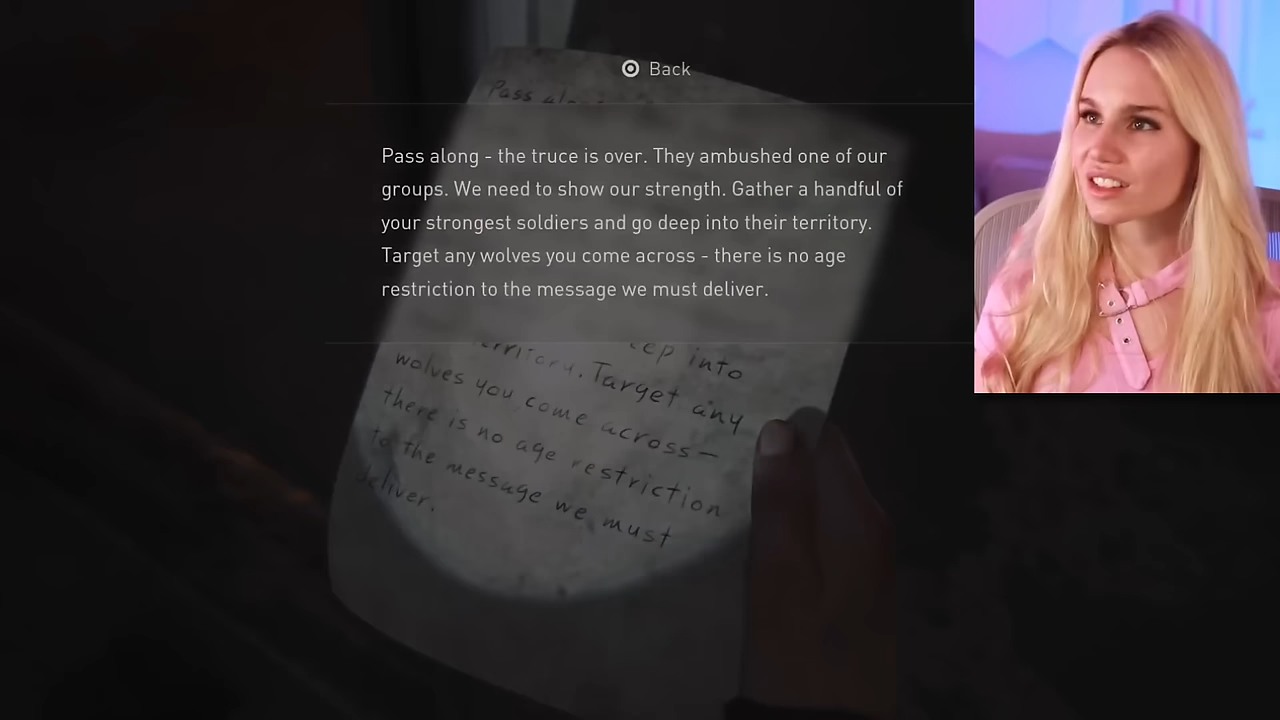 Back
Pass along
Pass along - the truce is over. They ambushed one of our
groups. We need to show our strength. Gather a handful of
your strongest soldiers and go deep into their territory.
Target any wolves you come across - there is no age
restriction to the message we must deliver.
into
territory. Target any
wolves you come across—
there is no age restriction
to the message we must
deliver.